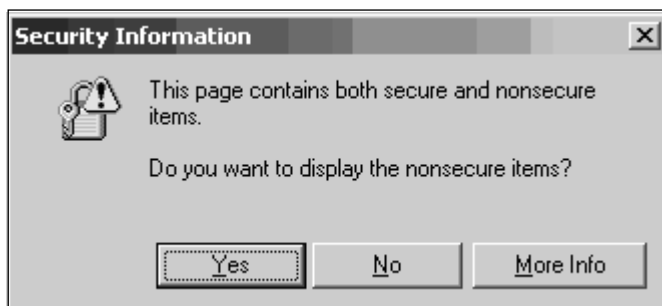 Security Information
This page contains both secure and nonsecure
items.
Do you want to display the nonsecure items?
Yes No More Info